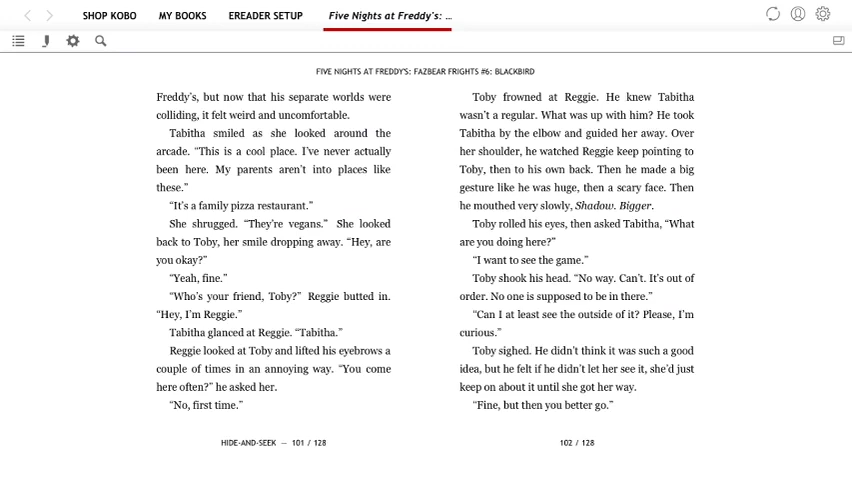 SHOP KOBO
MY BOOKS
EREADER SETUP
Five Nights at Freddy's: ...
FIVE NIGHTS AT FREDDY'S: FAZBEAR FRIGHTS #6: BLACKBIRD
Freddy’s, but now that his separate worlds were
colliding, it felt weird and uncomfortable.
Tabitha smiled as she looked around the
arcade. “This is a cool place. I’ve never actually
been here. My parents aren’t into places like
these.”
“It’s a family pizza restaurant.”
She shrugged. “They’re vegans.” She looked
back to Toby, her smile dropping away. “Hey, are
you okay?”
“Yeah, fine.”
“Who’s your friend, Toby?” Reggie butted in.
“Hey, I’m Reggie.”
Tabitha glanced at Reggie. “Tabitha.”
Reggie looked at Toby and lifted his eyebrows a
couple of times in an annoying way. “You come
here often?” he asked her.
“No, first time.”
HIDE-AND-SEEK — 101 / 128
Toby frowned at Reggie. He knew Tabitha
wasn’t a regular. What was up with him? He took
Tabitha by the elbow and guided her away. Over
her shoulder, he watched Reggie keep pointing to
Toby, then to his own back. Then he made a big
gesture like he was huge, then a scary face. Then
he mouthed very slowly, Shadow. Bigger.
Toby rolled his eyes, then asked Tabitha, “What
are you doing here?”
“I want to see the game.”
Toby shook his head. “No way. Can’t. It’s out of
order. No one is supposed to be in there.”
“Can I at least see the outside of it? Please, I’m
curious.”
Toby sighed. He didn’t think it was such a good
idea, but he felt if he didn’t let her see it, she’d just
keep on about it until she got her way.
“Fine, but then you better go.”
102 / 128